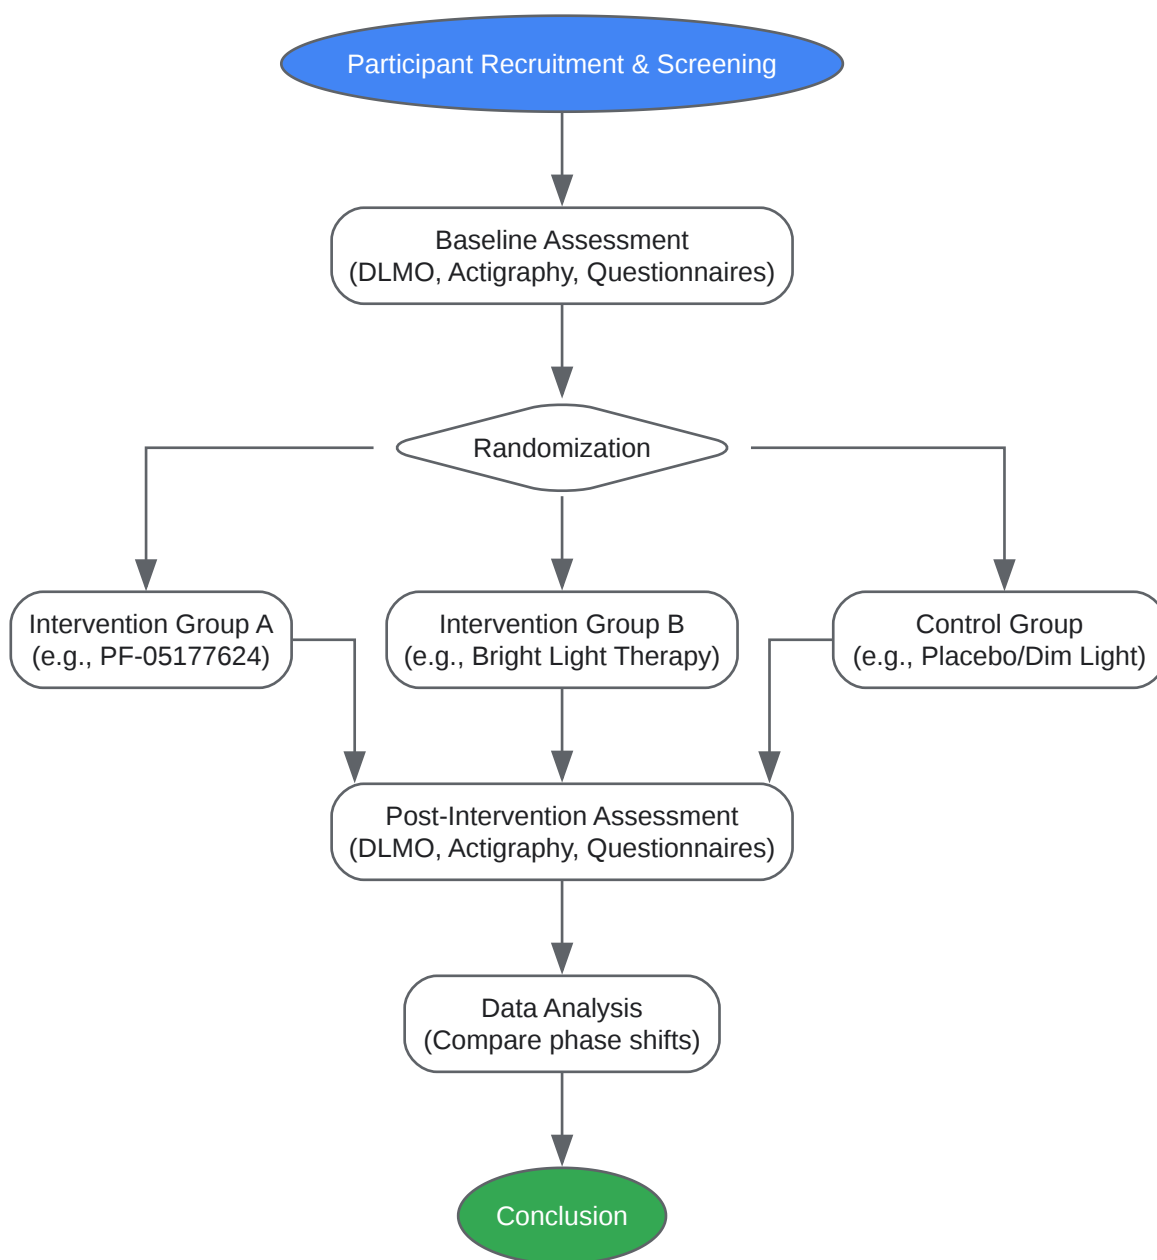 Participant Recruitment & Screening
Baseline Assessment
(DLMO, Actigraphy, Questionnaires)
Randomization
Intervention Group A
(e.g., PF-05177624)
Intervention Group B
(e.g., Bright Light Therapy)
Control Group
(e.g., Placebo/Dim Light)
Post-Intervention Assessment
(DLMO, Actigraphy, Questionnaires)
Data Analysis
(Compare phase shifts)
Conclusion